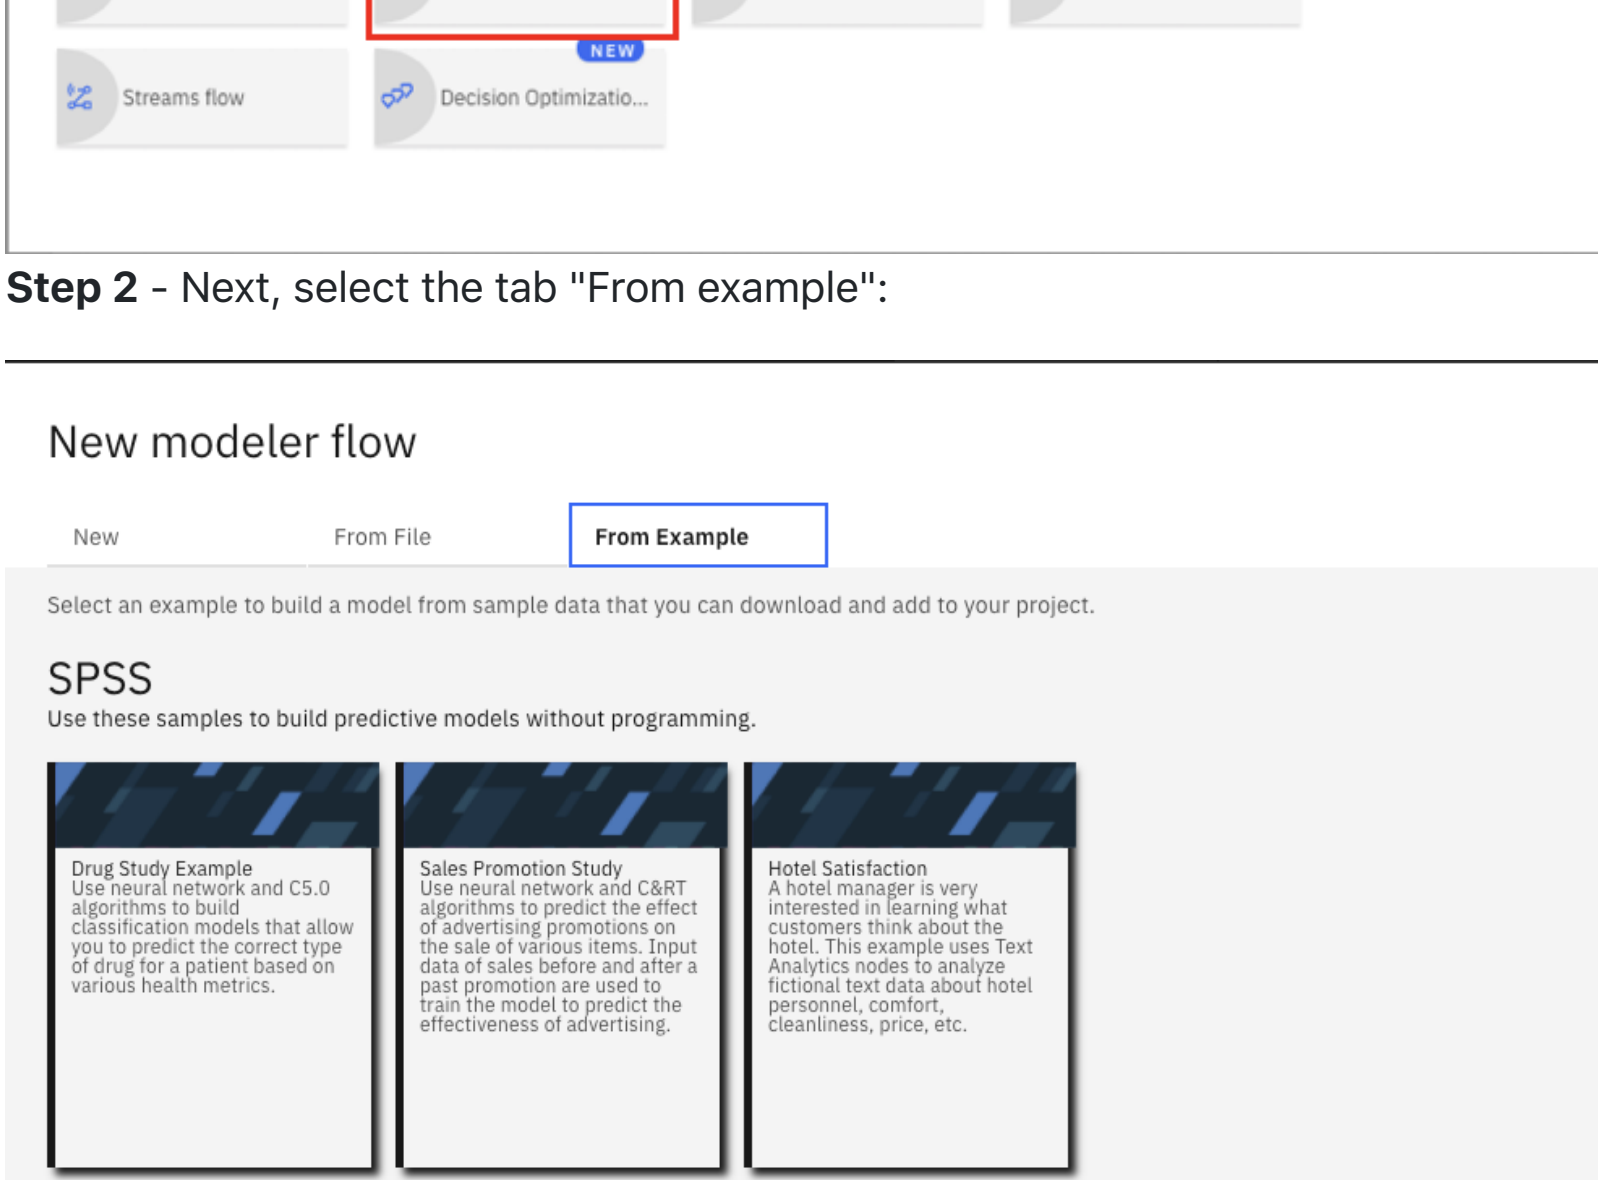 NEW
Streams flow
Decision Optimizatio...
Step 2 - Next, select the tab "From example":
New modeler flow
New
From File
From Example
Select an example to build a model from sample data that you can download and add to your project.
SPSS
Use these samples to build predictive models without programming.
Drug Study Example
Use neural network and C5.0
algorithms to build
classification models that allow
you to predict the correct type
of drug for a patient based on
various health metrics.
Sales Promotion Study
Use neural network and C&RT
algorithms to predict the effect
of advertising promotions on
the sale of various items. Input
data of sales before and after a
past promotion are used to
train the model to predict the
effectiveness of advertising.
Hotel Satisfaction
A hotel manager is very
interested in learning what
customers think about the
hotel. This example uses Text
Analytics nodes to analyze
fictional text data about hotel
personnel, comfort,
cleanliness, price, etc.